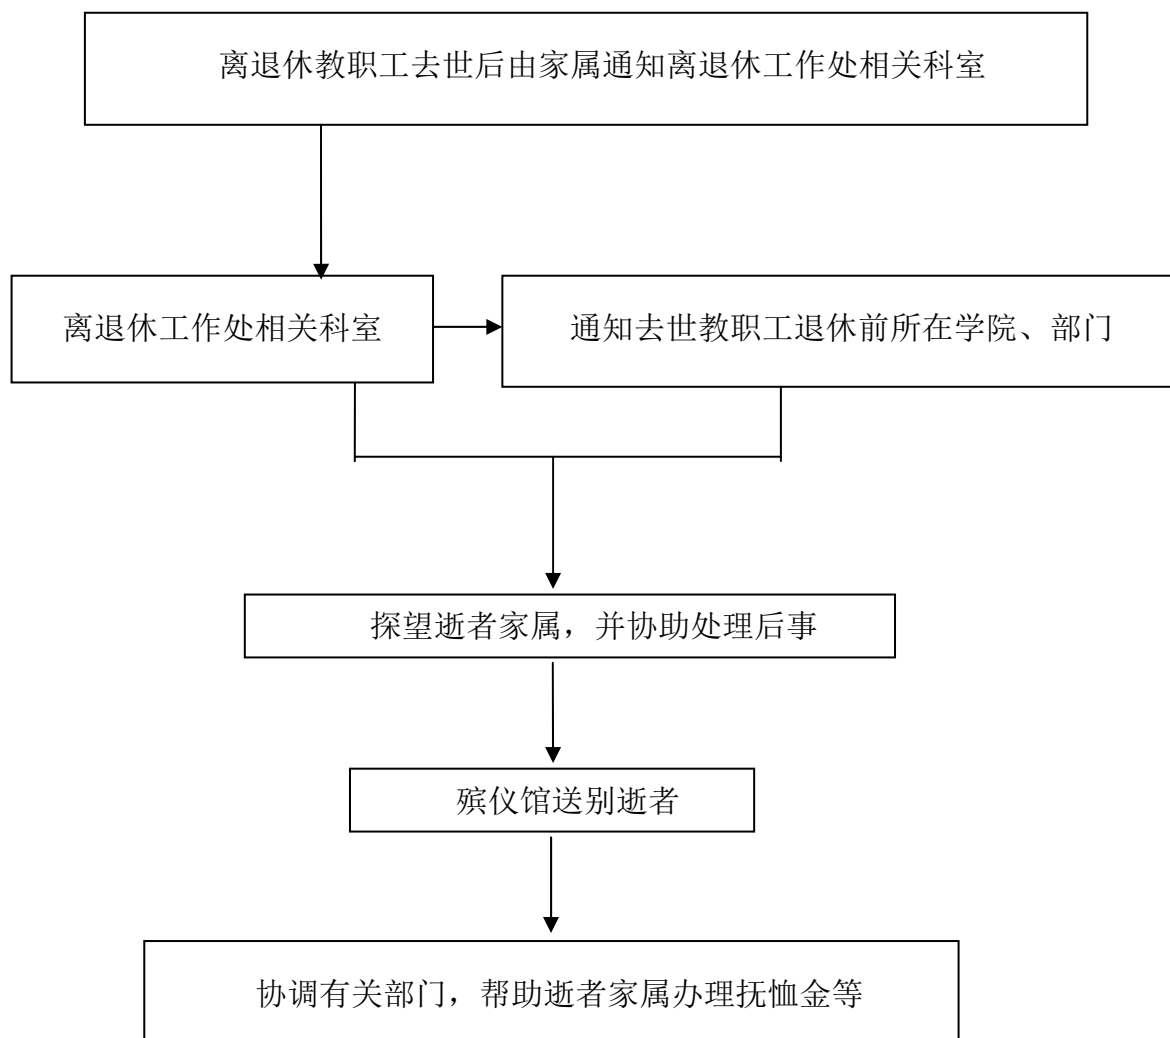 离退休教职工去世后由家属通知离退休工作处相关科室
离退休工作处相关科室
通知去世教职工退休前所在学院、部门
探望逝者家属，并协助处理后事
殡仪馆送别逝者
协调有关部门，帮助逝者家属办理抚恤金等